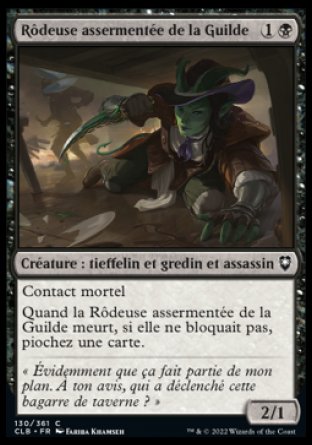 Rôdeuse assermentée de la Guilde 1
Créature : tieffelin et gredin et assassin
Contact mortel
Quand la Rôdeuse assermentée de la
Guilde meurt, si elle ne bloquait pas,
piochez une carte.
« Évidemment que ça fait partie de mon
plan. À ton avis, qui a déclenché cette
bagarre de taverne ? »
2/1
130/361 C
CLB • FR Fariba Khamseh
™ & © 2022 Wizards of the Coast